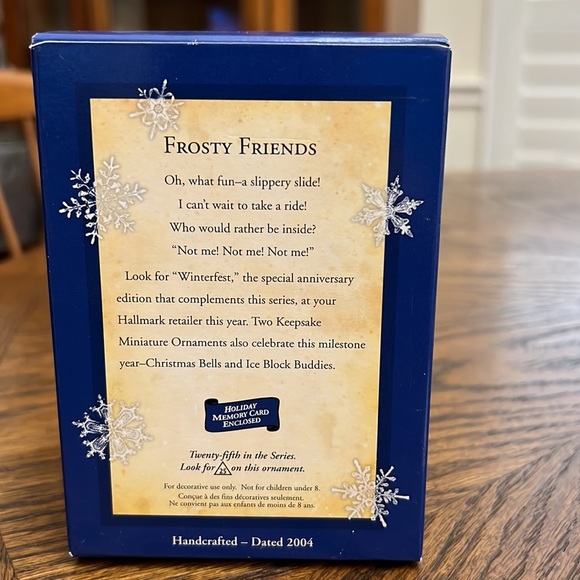 FROSTY FRIENDS
Oh, what fun–a slippery slide!
I can't wait to take a ride!
Who would rather be inside?
"Not me! Not me! Not me!"
Look for "Winterfest," the special anniversary
edition that complements this series, at your
Hallmark retailer this year. Two Keepsake
Miniature Ornaments also celebrate this milestone
year–Christmas Bells and Ice Block Buddies.
HOLIDAY
MEMORY CARD
ENCLOSED
Twenty-fifth in the Series.
Look for 25 on this ornament.
For decorative use only. Not for children under 8.
Conçue à des fins décoratives seulement.
Ne convient pas aux enfants de moins de 8 ans.
Handcrafted – Dated 2004